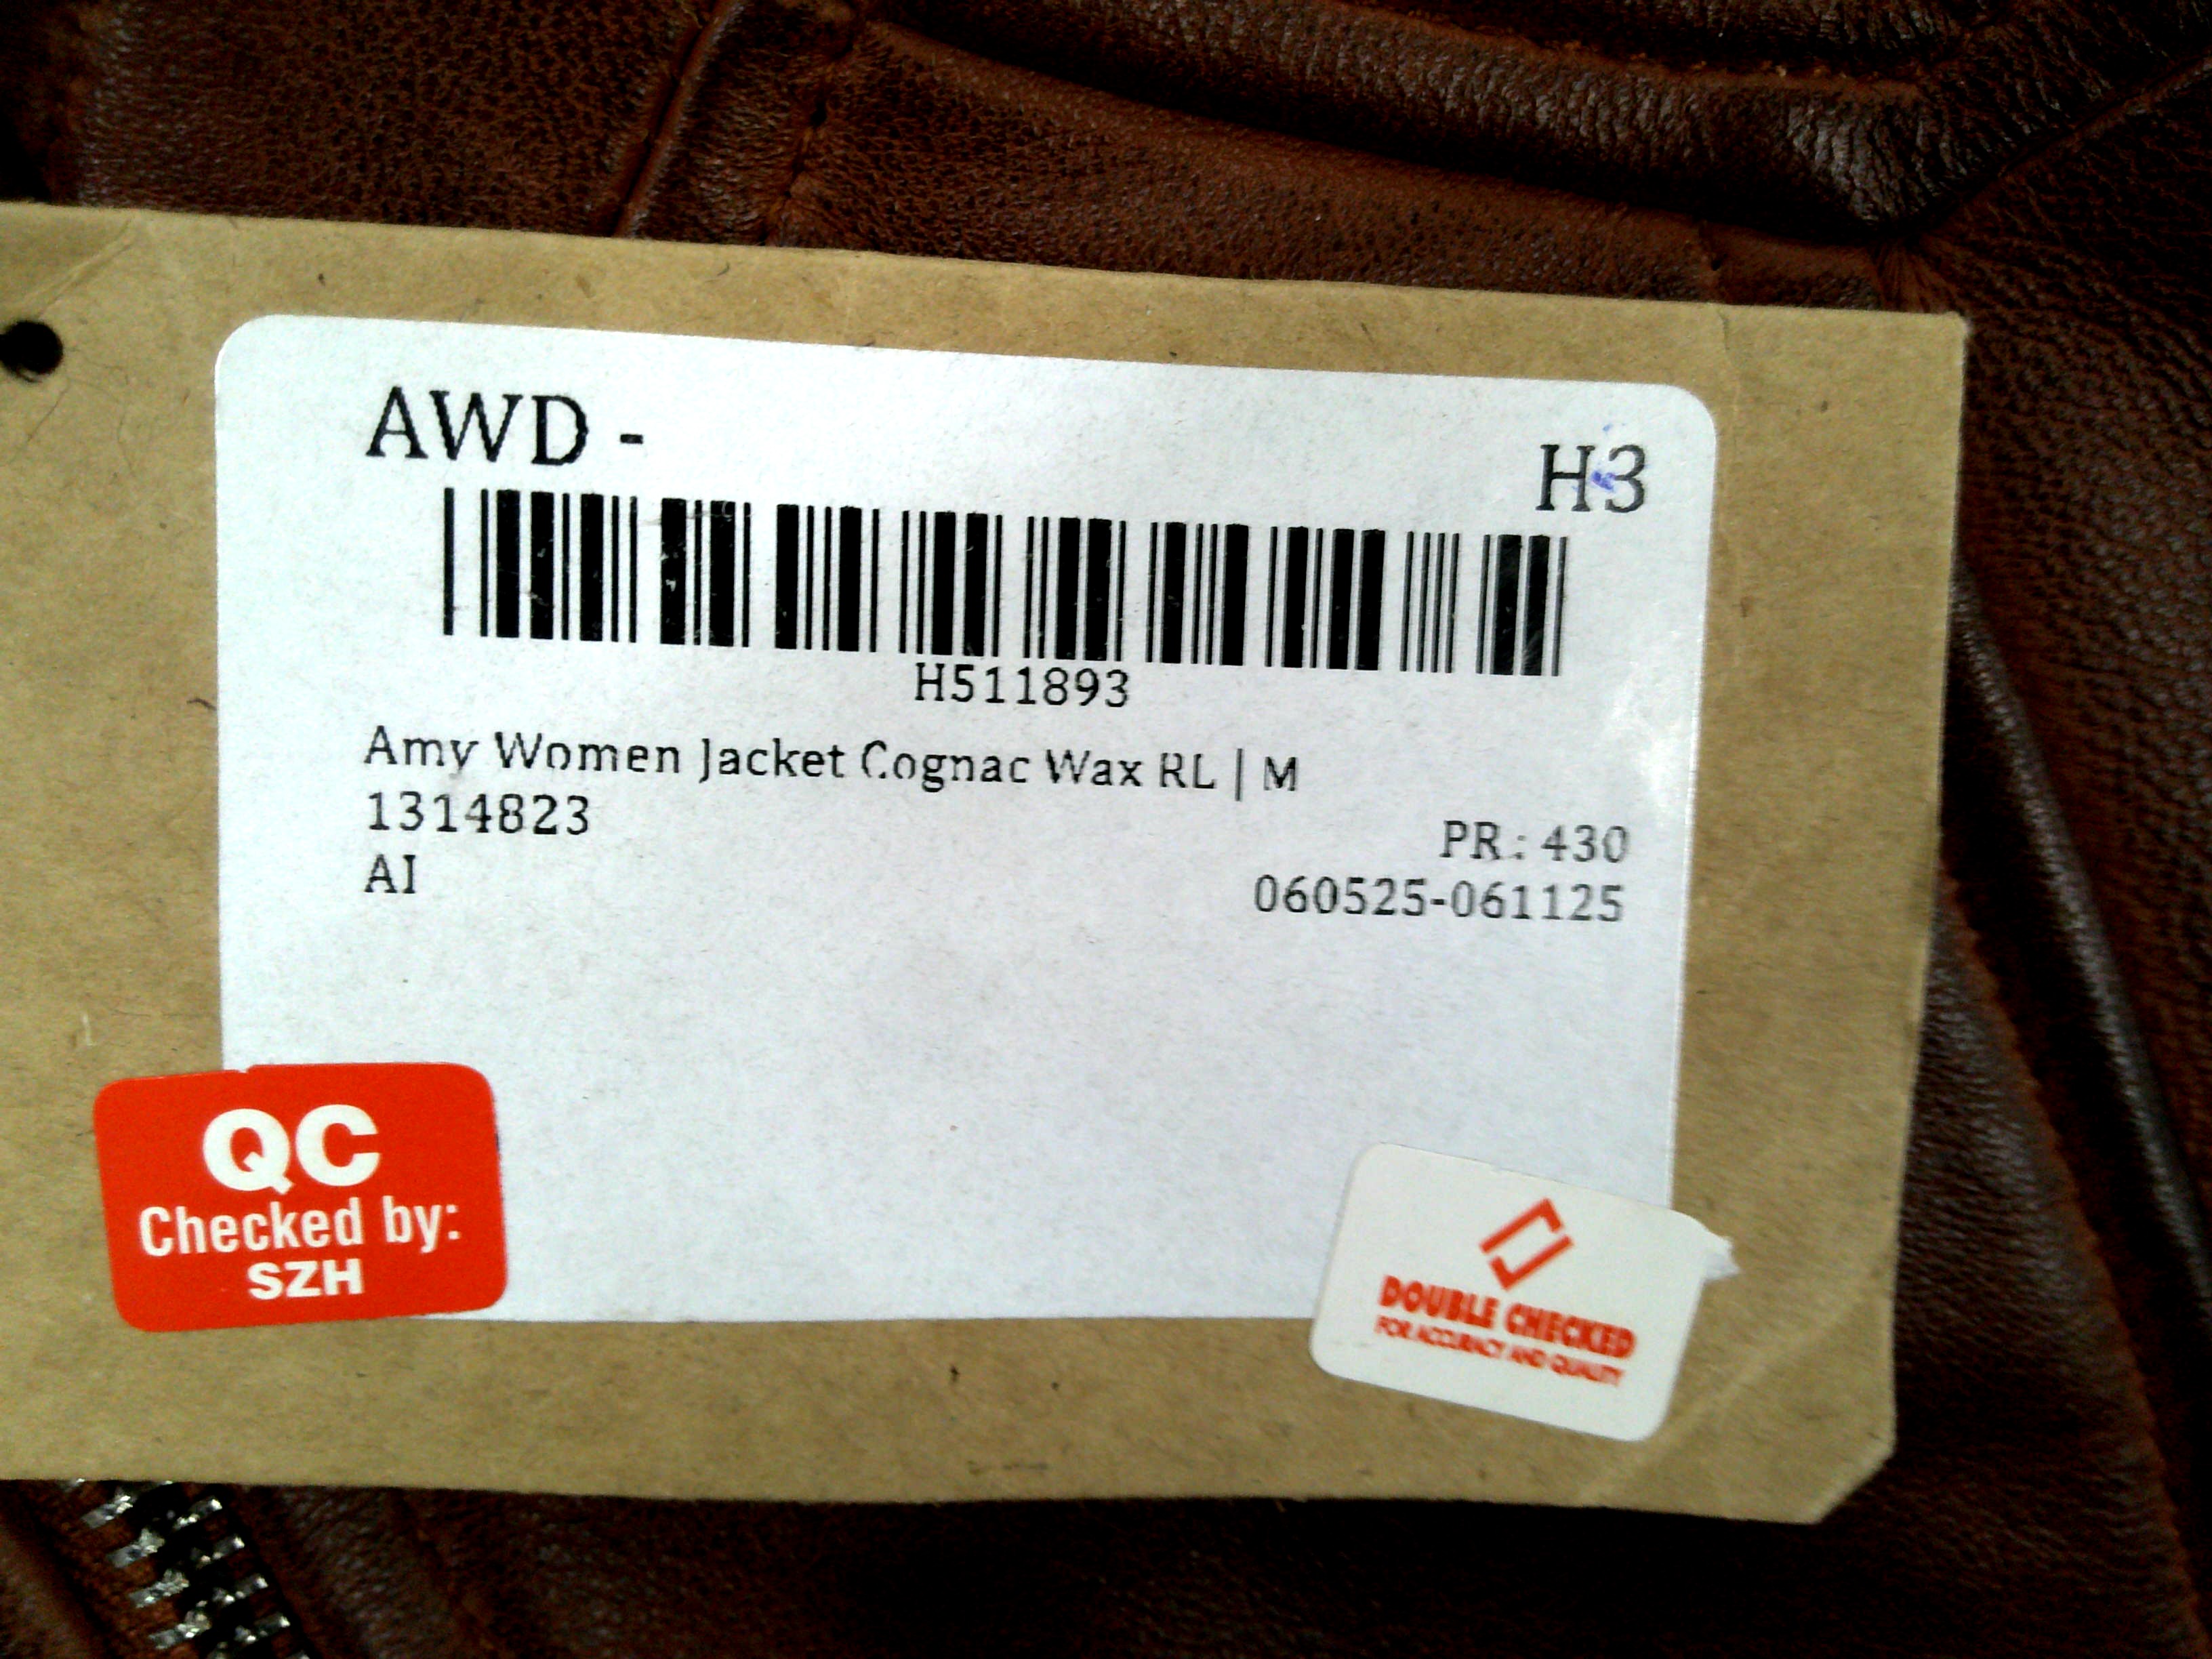 AWD -
H3
H511893
Amy Women Jacket Cognac Wax RL | M
1314823
PR : 430
AI
060525-061125
QC
Checked by:
SZH
DOUBLE CHECKED
FOR ACCURACY AND QUALITY